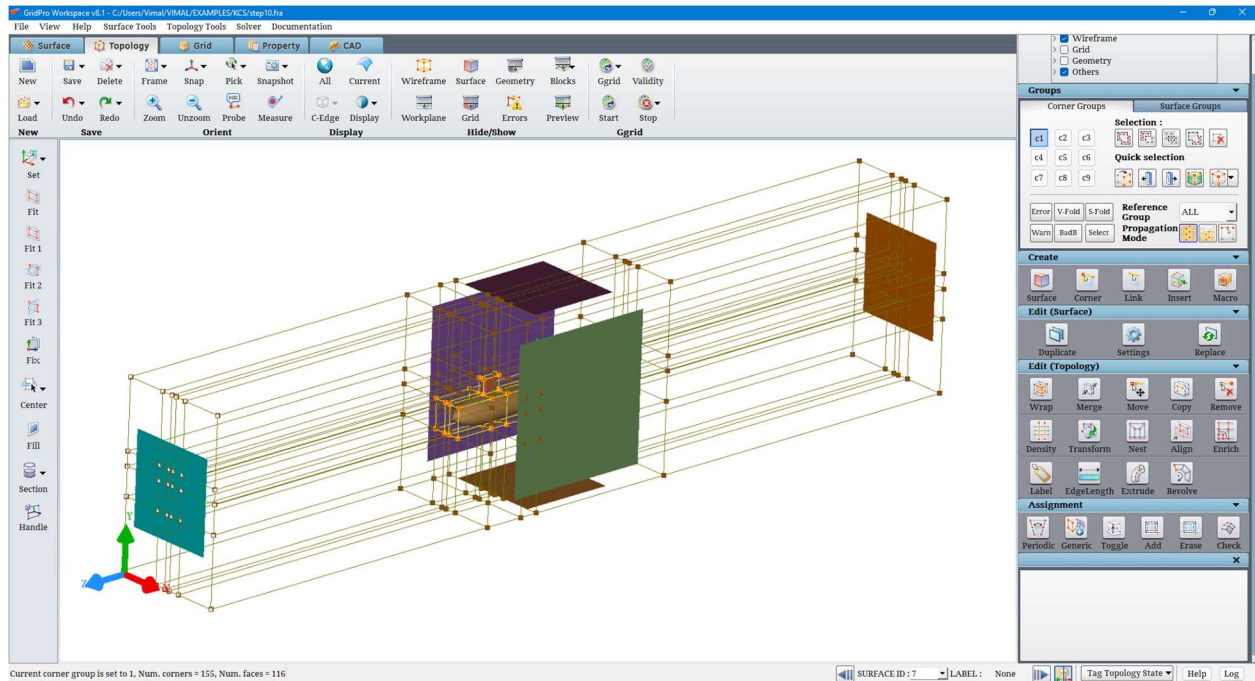 GridPro Workspace v8.1 - C:/Users/Vimal/VIMAL/EXAMPLES/KCS/step10.fra
File View Help Surface Tools Topology Tools Solver Documentation
Surface Topology Grid Property CAD
New Save Delete Frame Snap Pick Snapshot All Current Wireframe Surface Geometry Blocks Ggrid Validity
Load Undo Redo Zoom Unzoom Probe Measure C-Edge Display Workplane Grid Errors Preview Start Stop
New Save Orient Display Hide/Show Ggrid
Set
Fit
Fit 1
Fit 2
Fit 3
Fix
Center
Fill
Section
Handle
Y
Z
Wireframe
Grid
Geometry
Others
Groups
Corner Groups Surface Groups
Selection :
c1 c2 c3
c4 c5 c6 Quick selection
c7 c8 c9
Error V-Fold S-Fold Reference Group ALL
Warn BadB Select Propagation Mode
Create
Surface Corner Link Insert Macro
Edit (Surface)
Duplicate Settings Replace
Edit (Topology)
Wrap Merge Move Copy Remove
Density Transform Nest Align Enrich
Label EdgeLength Extrude Revolve
Assignment
Periodic Generic Toggle Add Erase Check
Current corner group is set to 1, Num. corners = 155, Num. faces = 116
SURFACE ID : 7 LABEL : None Tag Topology State Help Log